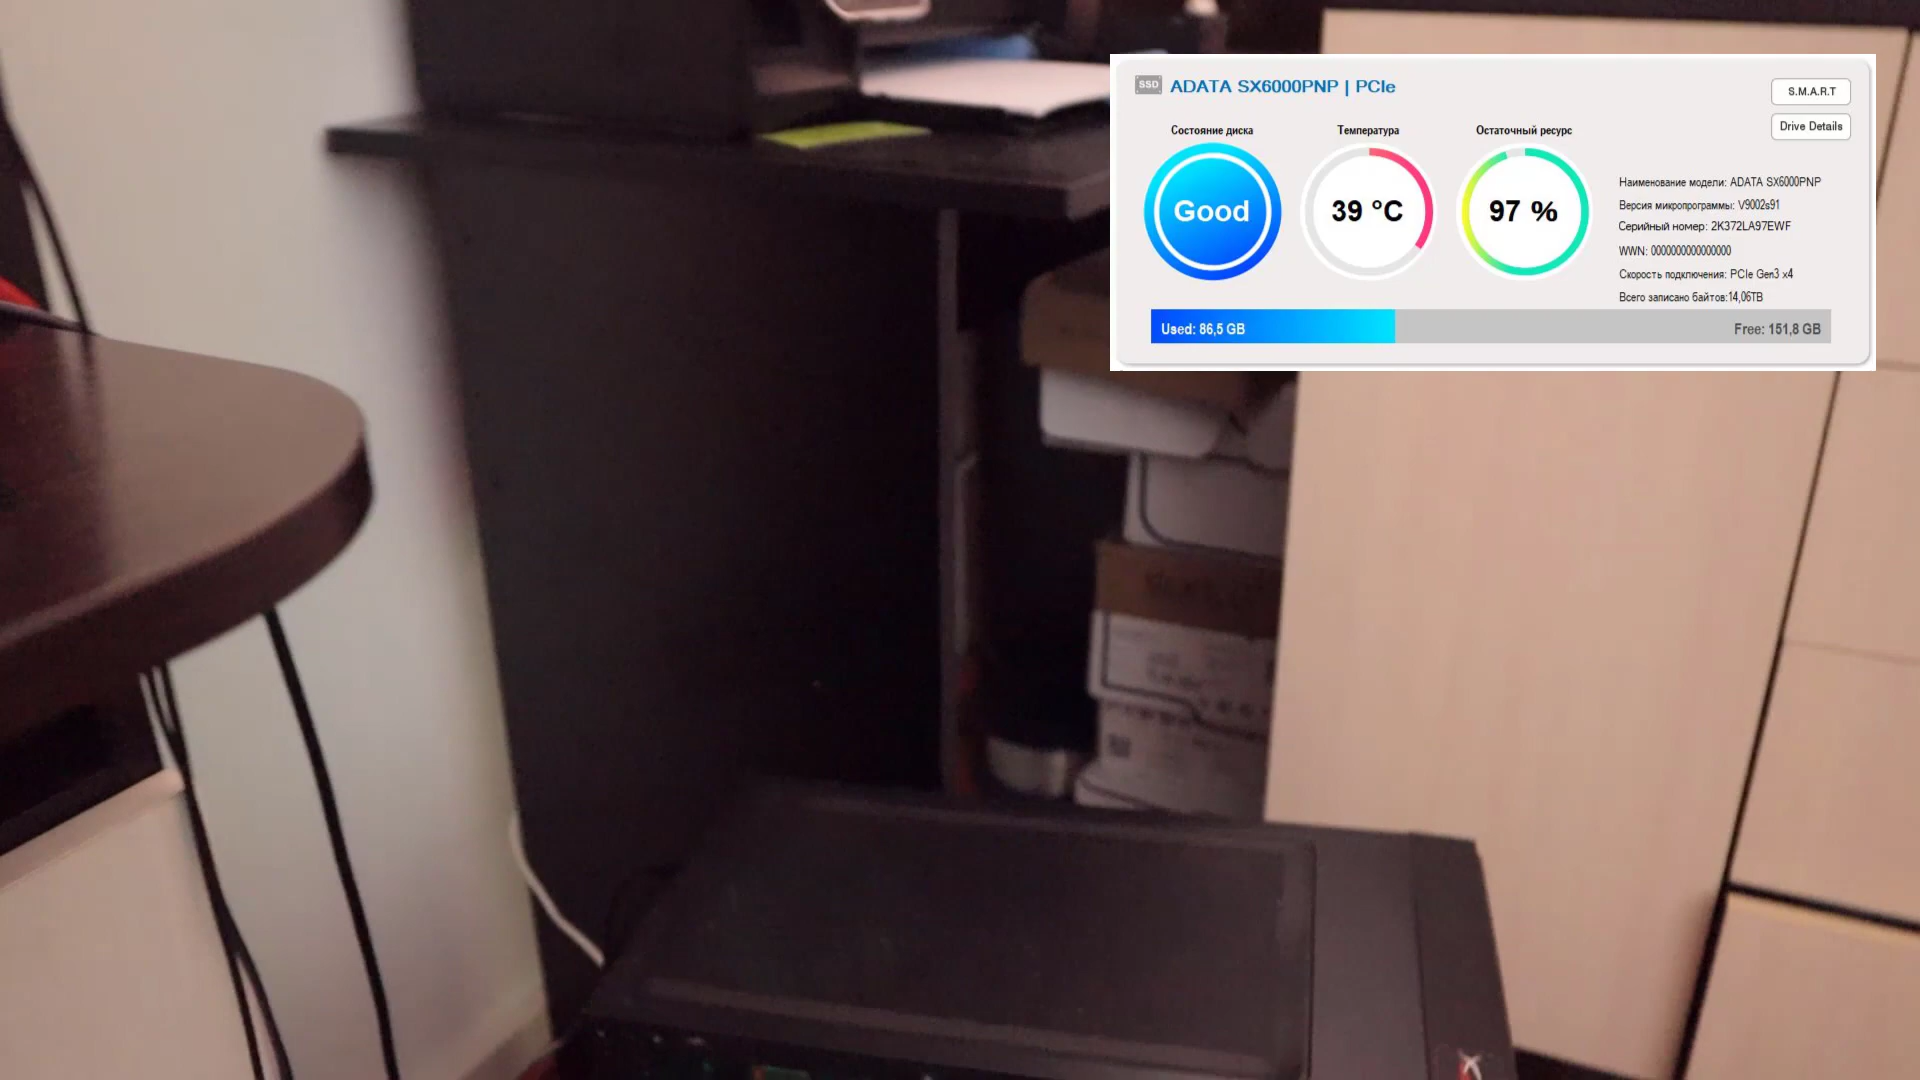 SSD ADATA SX6000PNP | PCIe
S.M.A.R.T
Drive Details
Состояние диска
Температура
Остаточный ресурс
Good
39 °C
97 %
Наименование модели: ADATA SX6000PNP
Версия микропрограммы: V9002s91
Серийный номер: 2K372LA97EWF
WWN: 0000000000000000
Скорость подключения: PCIe Gen3 x4
Всего записано байтов:14,06TB
Used: 86,5 GB
Free: 151,8 GB